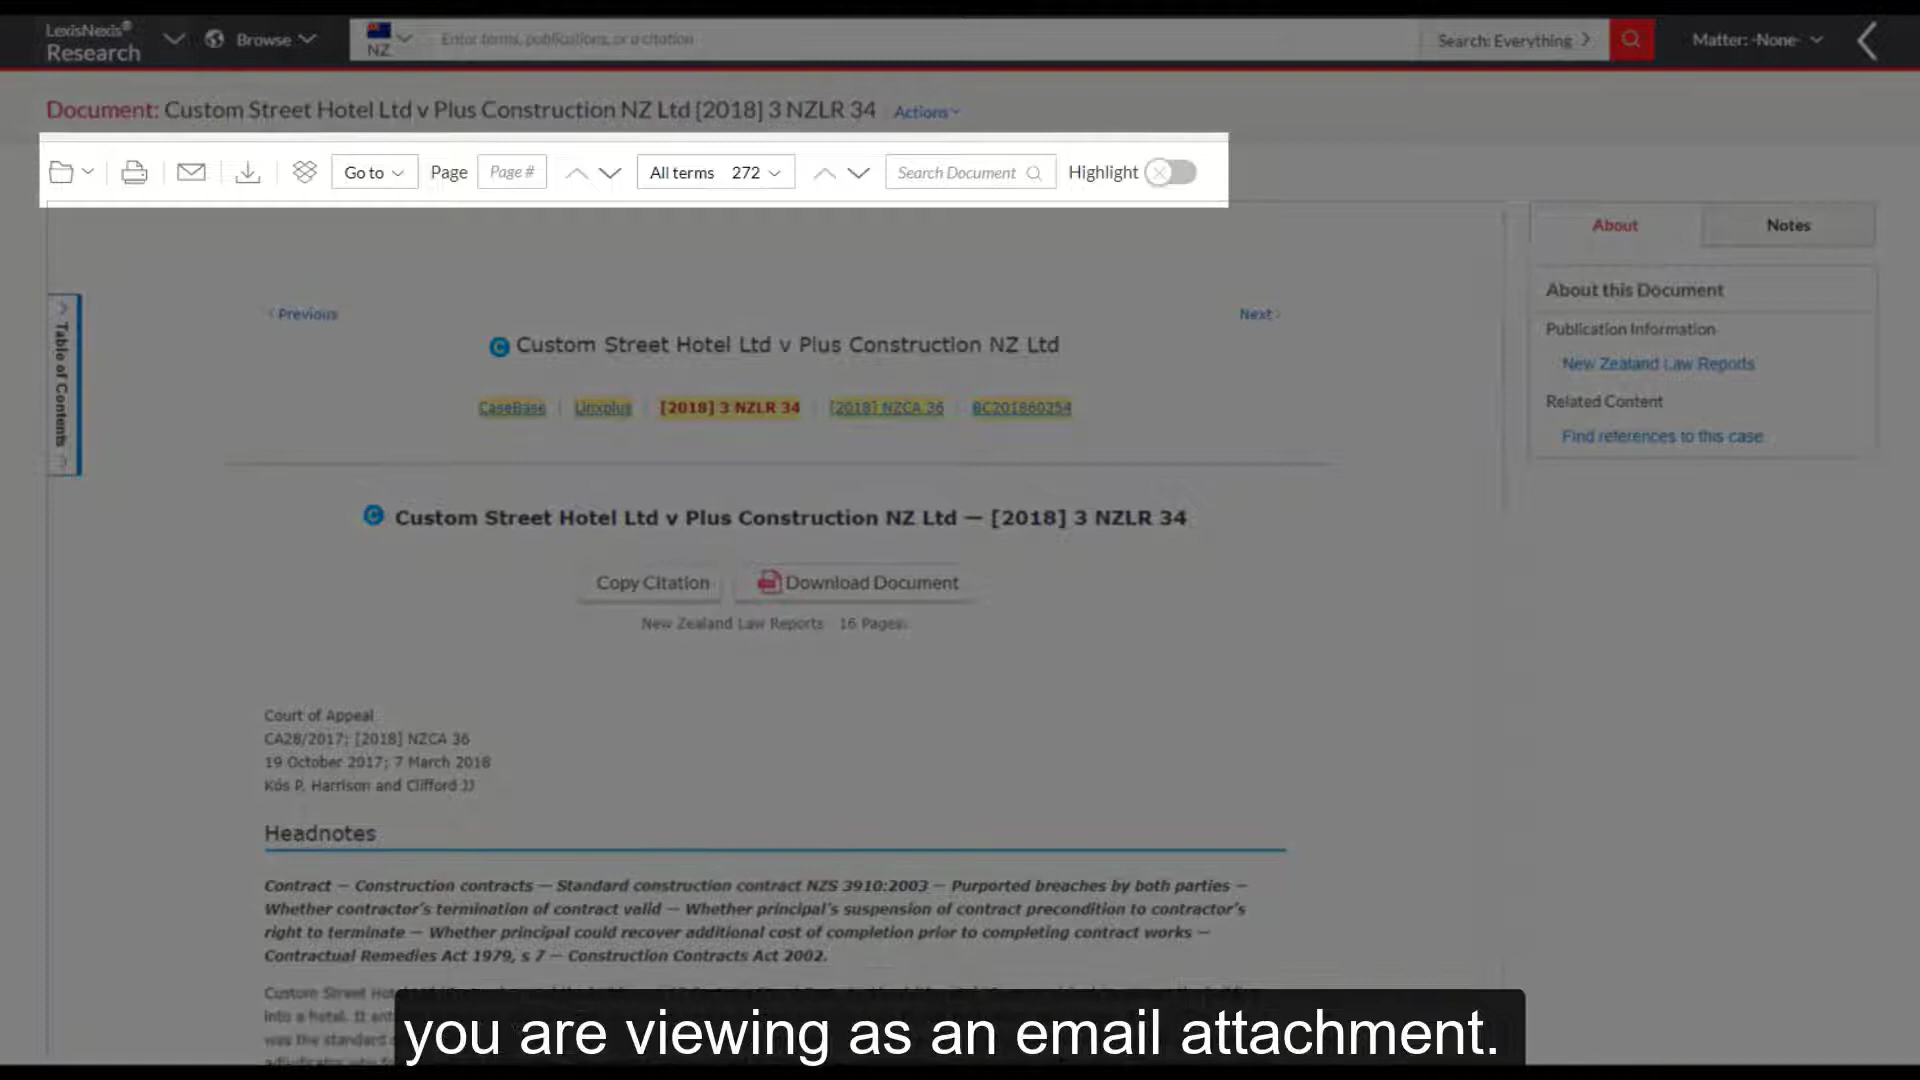 LexisNexis®
Research
Browse
NZ
Enter terms, publications, or a citation
Search: Everything
Matter: -None-
Document: Custom Street Hotel Ltd v Plus Construction NZ Ltd [2018] 3 NZLR 34
Actions
Go to
Page
Page #
All terms 272
Search Document
Highlight
About
Notes
Table of Contents
Previous
Next
Custom Street Hotel Ltd v Plus Construction NZ Ltd
CaseBase | Linxplus | [2018] 3 NZLR 34 | [2018] NZCA 36 | BC201860254
Custom Street Hotel Ltd v Plus Construction NZ Ltd — [2018] 3 NZLR 34
Copy Citation
Download Document
New Zealand Law Reports 16 Pages
Court of Appeal
CA28/2017; [2018] NZCA 36
19 October 2017; 7 March 2018
Kós P, Harrison and Clifford JJ
Headnotes
Contract — Construction contracts — Standard construction contract NZS 3910:2003 — Purported breaches by both parties —
Whether contractor's termination of contract valid — Whether principal's suspension of contract precondition to contractor's
right to terminate — Whether principal could recover additional cost of completion prior to completing contract works —
Contractual Remedies Act 1979, s 7 — Construction Contracts Act 2002.
Custom Street
into a hotel. It
was the standard
About this Document
Publication Information
New Zealand Law Reports
Related Content
Find references to this case
you are viewing as an email attachment.